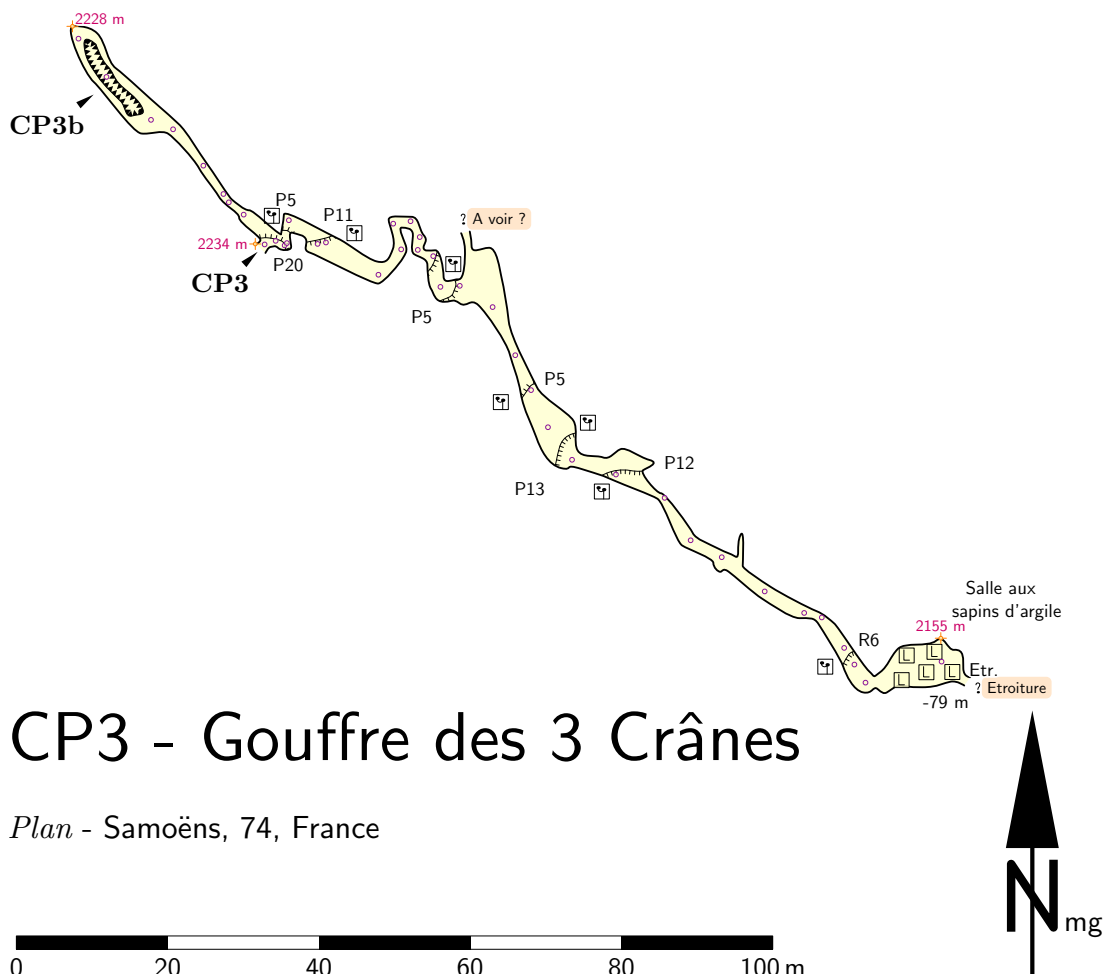 2228 m
CP3b
P5
P11
? A voir ?
2234 m
P20
CP3
P5
P5
P12
P13
Salle aux
sapins d'argile
2155 m
R6
L
L
Etr.
L
L
L
? Etroiture
-79 m
CP3 - Gouffre des 3 Crânes
Plan - Samoëns, 74, France
N mg
0 20 40 60 80 100 m